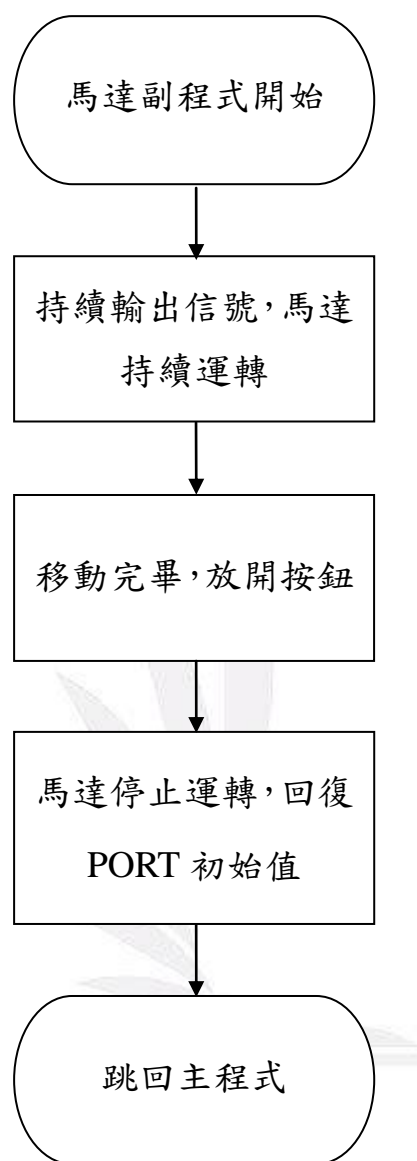 馬達副程式開始
持續輸出信號，馬達
持續運轉
移動完畢，放開按鈕
馬達停止運轉，回復
PORT 初始值
跳回主程式